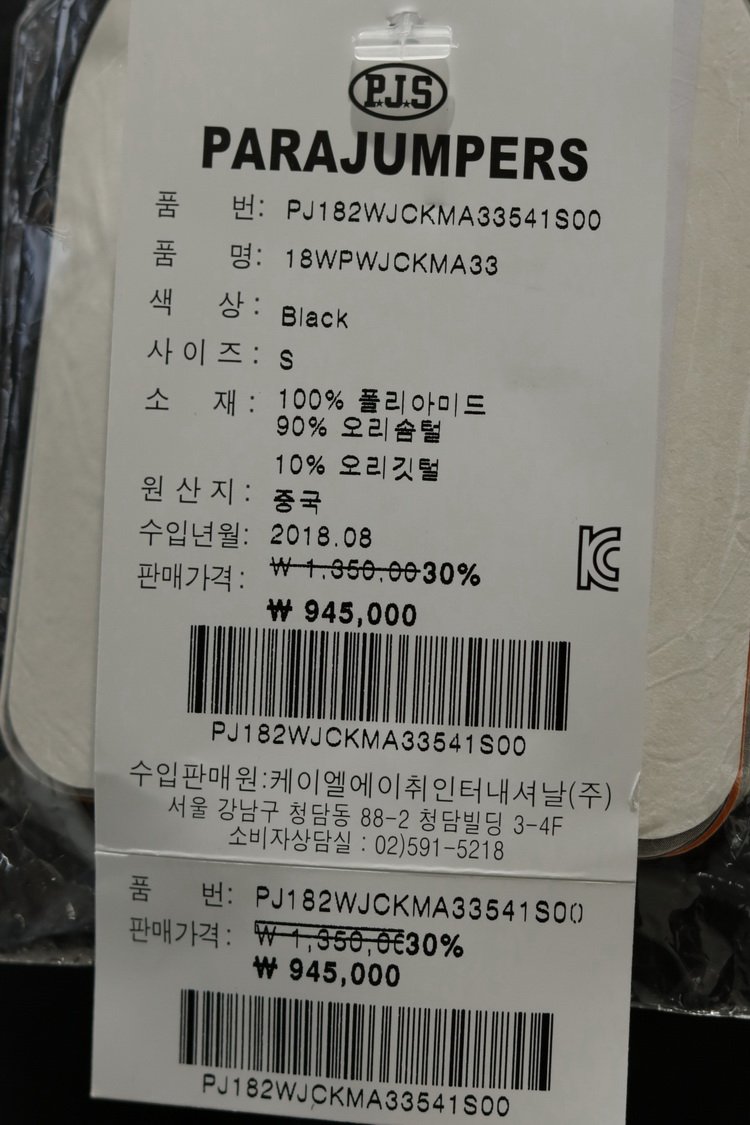 P.J.S
PARAJUMPERS
품 번: PJ182WJCKMA33541S00
품 명: 18WPWJCKMA33
색 상: Black
사이즈: S
소 재: 100% 폴리아미드
90% 오리솜털
10% 오리깃털
원산지: 중국
수입년월: 2018.08
판매가격: ₩ 1,350,00 30%
₩ 945,000
PJ182WJCKMA33541S00
수입판매원:케이엘에이취인터내셔날(주)
서울 강남구 청담동 88-2 청담빌딩 3-4F
소비자상담실 : 02)591-5218
품 번: PJ182WJCKMA33541S00
판매가격: ₩ 1,350,0 30%
₩ 945,000
PJ182WJCKMA33541S00